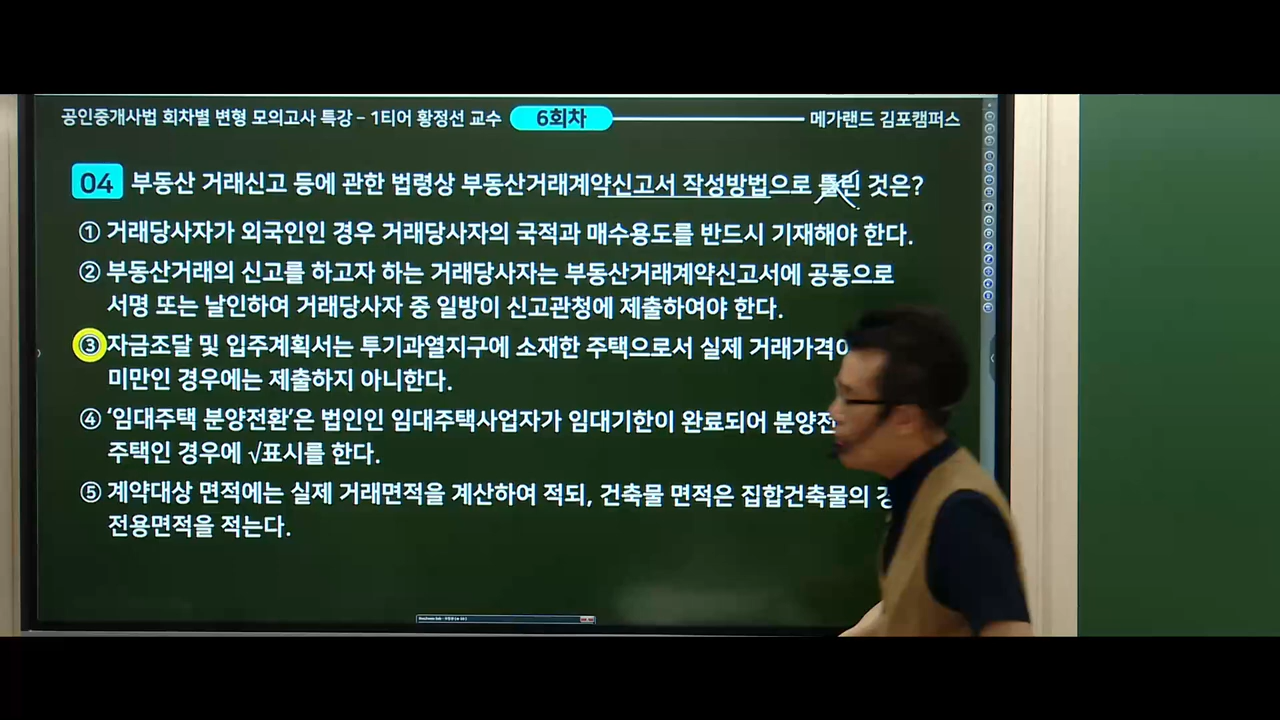 공인중개사법 회차별 변형 모의고사 특강 – 1티어 황정선 교수 6회차 메가랜드 김포캠퍼스
04 부동산 거래신고 등에 관한 법령상 부동산거래계약신고서 작성방법으로 틀린 것은?
① 거래당사자가 외국인인 경우 거래당사자의 국적과 매수용도를 반드시 기재해야 한다.
② 부동산거래의 신고를 하고자 하는 거래당사자는 부동산거래계약신고서에 공동으로
서명 또는 날인하여 거래당사자 중 일방이 신고관청에 제출하여야 한다.
③ 자금조달 및 입주계획서는 투기과열지구에 소재한 주택으로서 실제 거래가격이
미만인 경우에는 제출하지 아니한다.
④ ‘임대주택 분양전환’은 법인인 임대주택사업자가 임대기한이 완료되어 분양전
주택인 경우에 √표시를 한다.
⑤ 계약대상 면적에는 실제 거래면적을 계산하여 적되, 건축물 면적은 집합건축물의
전용면적을 적는다.